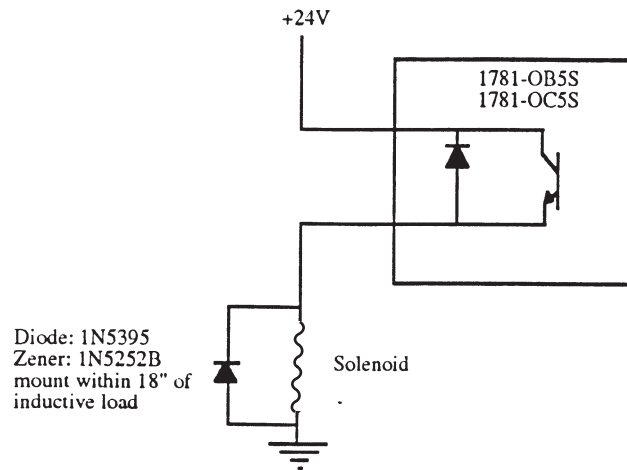 +24V
1781-OB5S
1781-OC5S
Diode: 1N5395
Zener: 1N5252B
mount within 18" of
inductive load
Solenoid